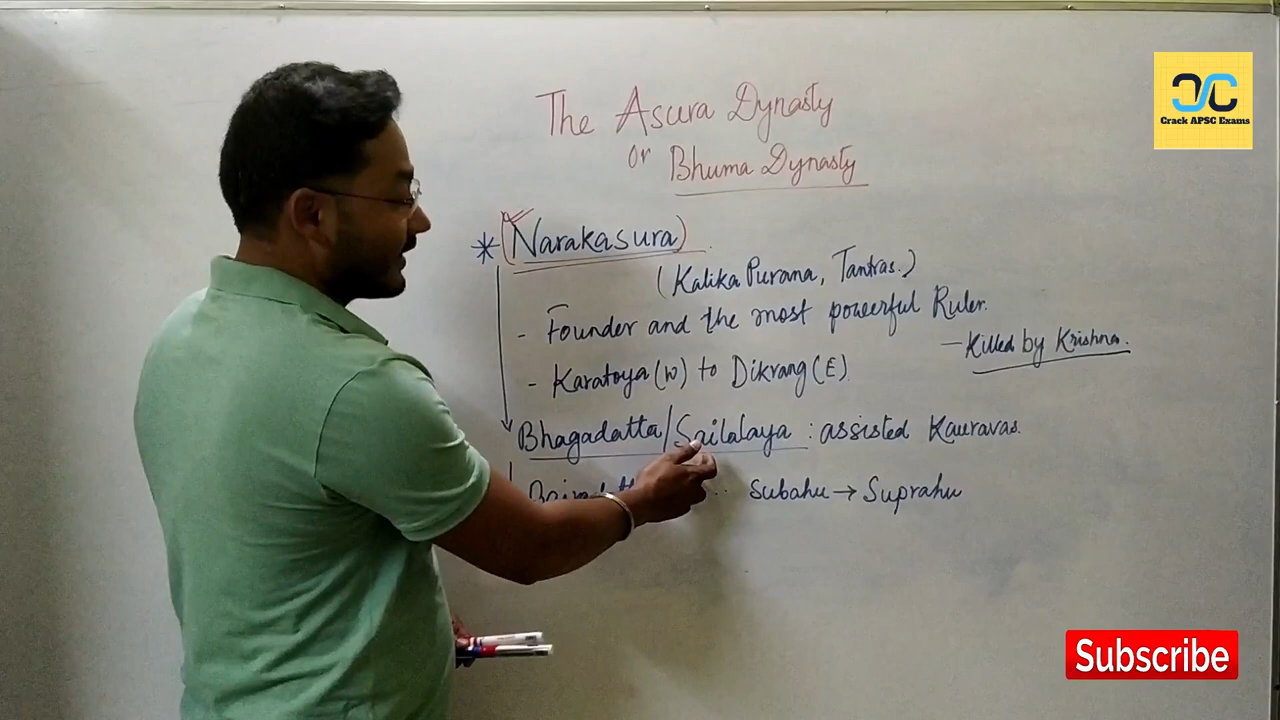 The Asura Dynasty
or Bhuma Dynasty
CC
Crack APSC Exams
* (Narakasura)
(Kalika Purana, Tantras.)
- Founder and the most powerful Ruler.
- Killed by Krishna.
- Karatoya (W) to Dikrang (E)
Bhagadatta/Sailalaya : assisted Kauravas.
.. Subahu → Suprahu
Subscribe